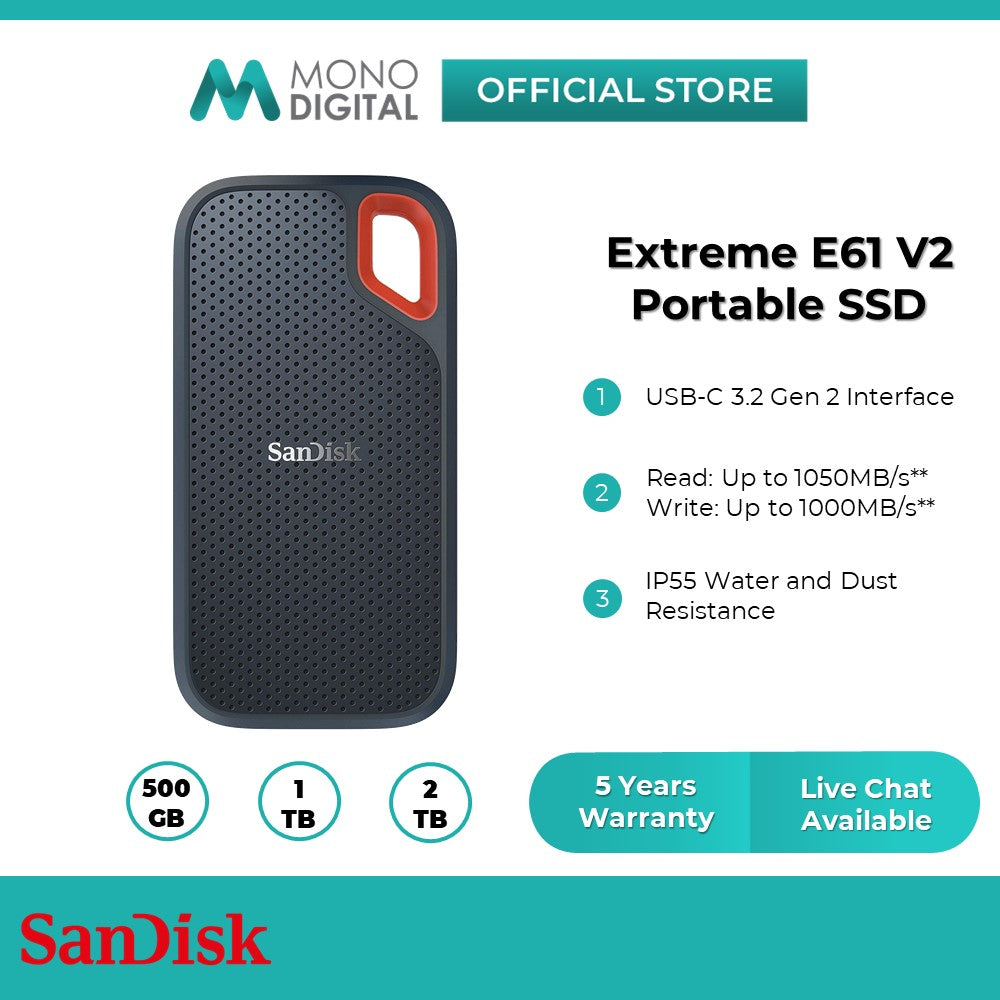 MONO
DIGITAL
OFFICIAL STORE
Extreme E61 V2
Portable SSD
1 USB-C 3.2 Gen 2 Interface
2 Read: Up to 1050MB/s**
Write: Up to 1000MB/s**
3 IP55 Water and Dust
Resistance
SanDisk
500
GB
1
TB
2
TB
5 Years
Warranty
Live Chat
Available
SanDisk